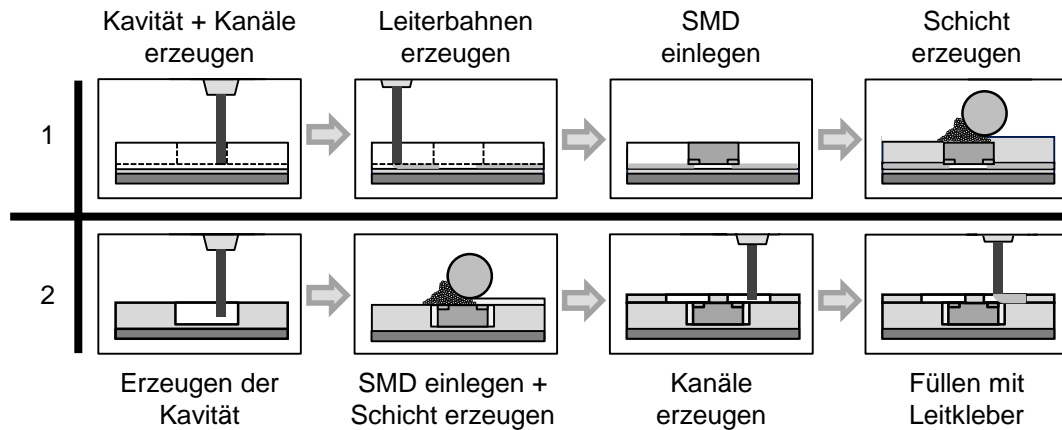 Kavität + Kanäle
erzeugen
Leiterbahnen
erzeugen
SMD
einlegen
Schicht
erzeugen
1
2
Erzeugen der
Kavität
SMD einlegen +
Schicht erzeugen
Kanäle
erzeugen
Füllen mit
Leitkleber